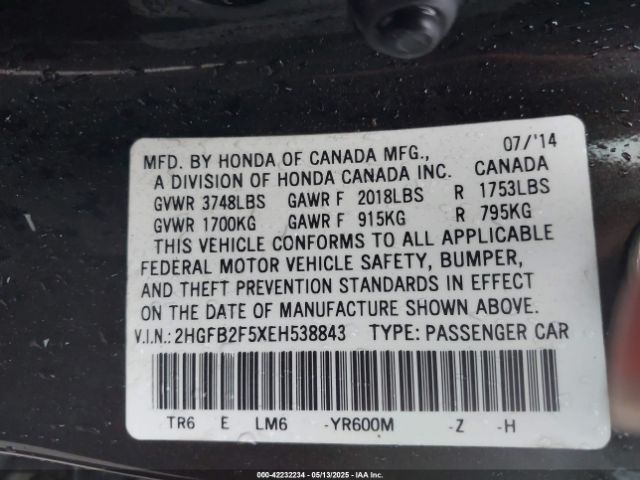 07/'14
MFD. BY HONDA OF CANADA MFG.,
A DIVISION OF HONDA CANADA INC. CANADA
GVWR 3748LBS GAWR F 2018LBS R 1753LBS
GVWR 1700KG GAWR F 915KG R 795KG
THIS VEHICLE CONFORMS TO ALL APPLICABLE
FEDERAL MOTOR VEHICLE SAFETY, BUMPER,
AND THEFT PREVENTION STANDARDS IN EFFECT
ON THE DATE OF MANUFACTURE SHOWN ABOVE.
V.I.N.: 2HGFB2F5XEH538843 TYPE: PASSENGER CAR
TR6 E LM6 -YR600M -Z -H
000-42232234 - 05/13/2025 - IAA Inc.